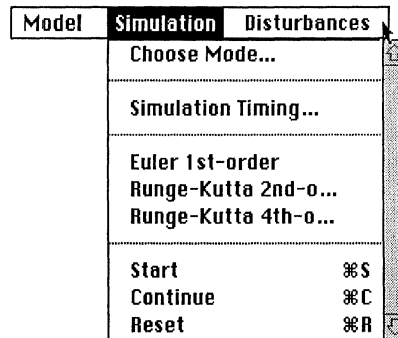 Model Simulation Disturbances
Choose Mode...
Simulation Timing...
Euler 1st-order
Runge-Kutta 2nd-o...
Runge-Kutta 4th-o...
Start ⌘S
Continue ⌘C
Reset ⌘R